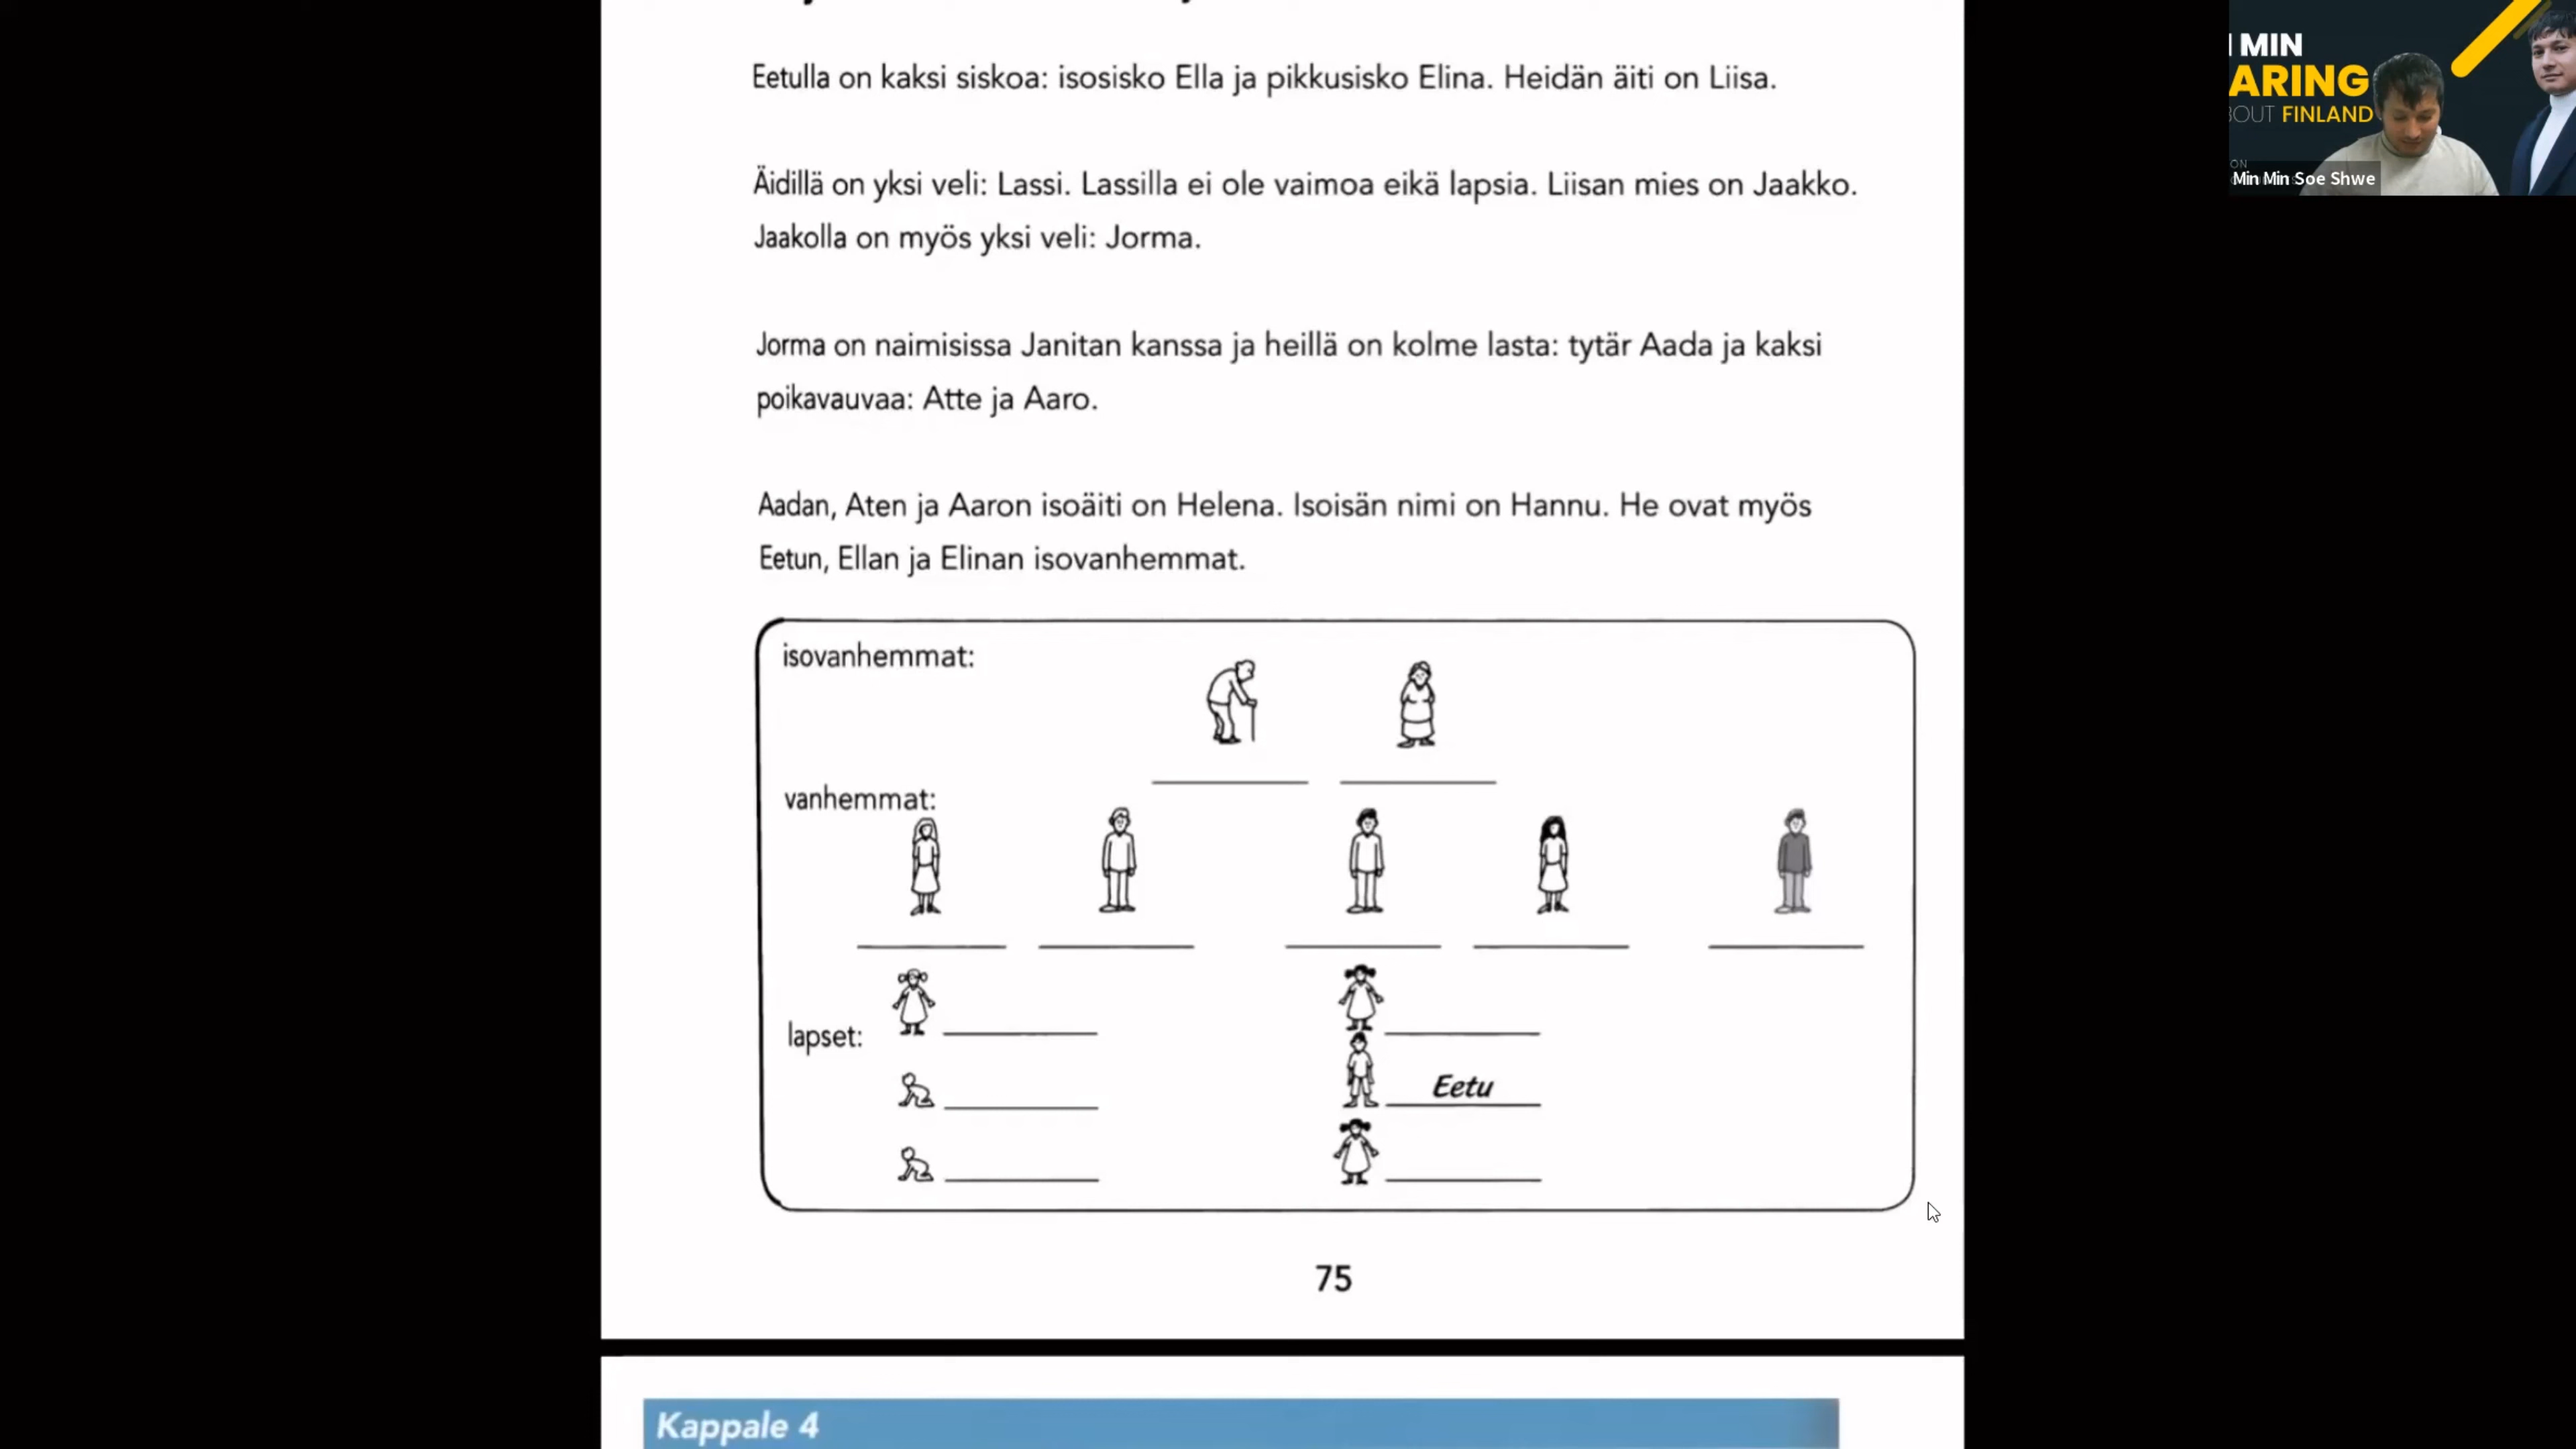 Eetulla on kaksi siskoa: isosisko Ella ja pikkusisko Elina. Heidän äiti on Liisa.
Äidillä on yksi veli: Lassi. Lassilla ei ole vaimoa eikä lapsia. Liisan mies on Jaakko.
Jaakolla on myös yksi veli: Jorma.
Jorma on naimisissa Janitan kanssa ja heillä on kolme lasta: tytär Aada ja kaksi
poikavauvaa: Atte ja Aaro.
Aadan, Aten ja Aaron isoäiti on Helena. Isoisän nimi on Hannu. He ovat myös
Eetun, Ellan ja Elinan isovanhemmat.
isovanhemmat:
vanhemmat:
lapset:
Eetu
75
Kappale 4
MIN
ARING
BOUT FINLAND
ON
Min Min Soe Shwe